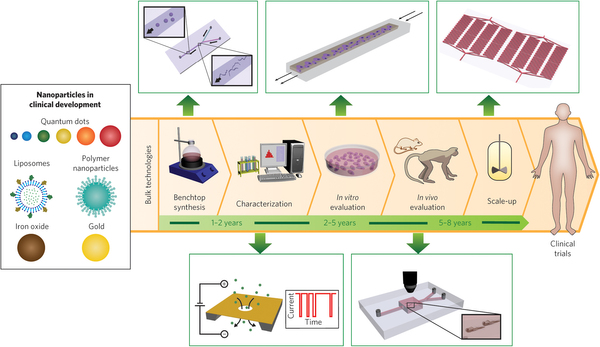 Nanoparticles in
clinical development
Quantum dots
Liposomes
Polymer
nanoparticles
Iron oxide
Gold
Bulk technologies
Benchtop
synthesis
Characterization
In vitro
evaluation
In vivo
evaluation
Scale-up
Clinical
trials
1–2 years
2–5 years
5–8 years
Current
Time